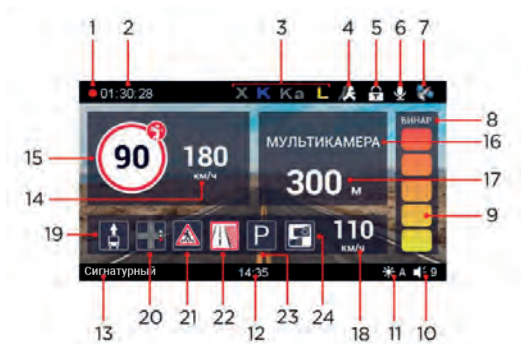 1 2 3 4 5 6 7
01:30:28 X K Ka L
8
БИНАР
15 90 180 МУЛЬТИКАМЕРА 16
км/ч
14 300 м 17
9
19 P 110
км/ч
Сигнатурный 14:35 A 9
13 20 21 22 12 23 24 18 11 10